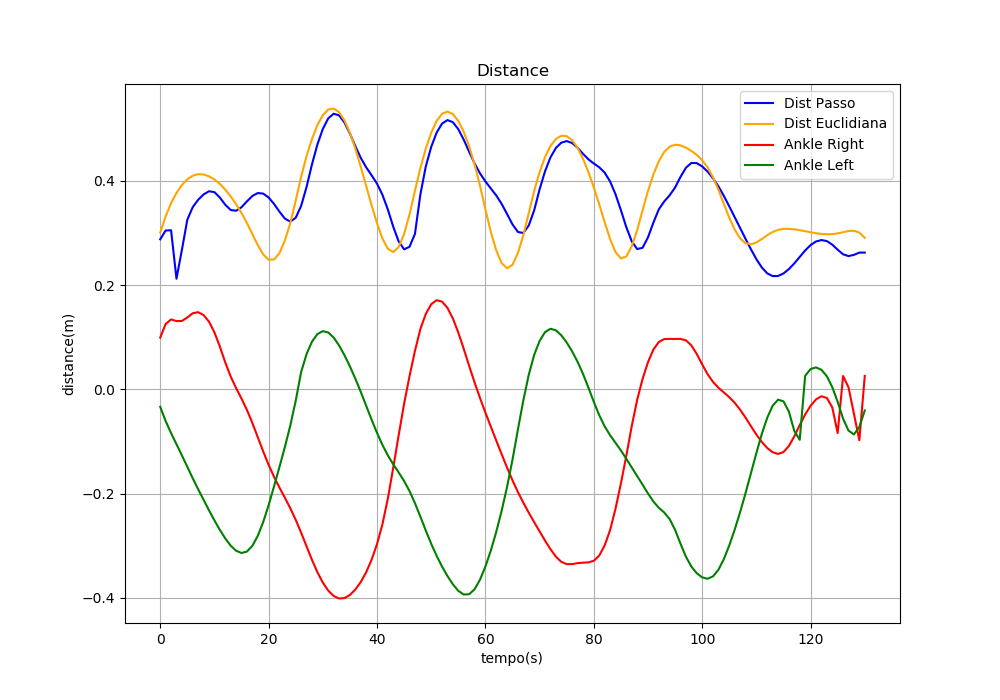 Distance
Dist Passo
Dist Euclidiana
Ankle Right
Ankle Left
distance(m)
0.4
0.2
0.0
−0.2
−0.4
0 20 40 60 80 100 120
tempo(s)